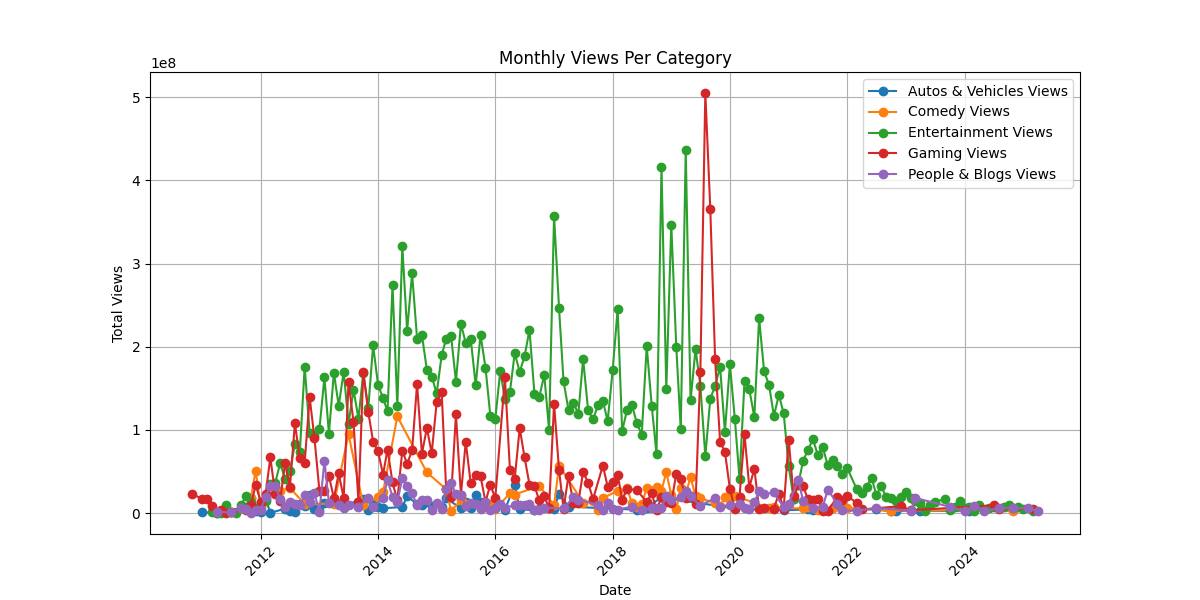 Monthly Views Per Category
1e8
Autos & Vehicles Views
Comedy Views
Entertainment Views
Gaming Views
People & Blogs Views
5
4
3
2
1
0
Total Views
2012
2014
2016
2018
2020
2022
2024
Date